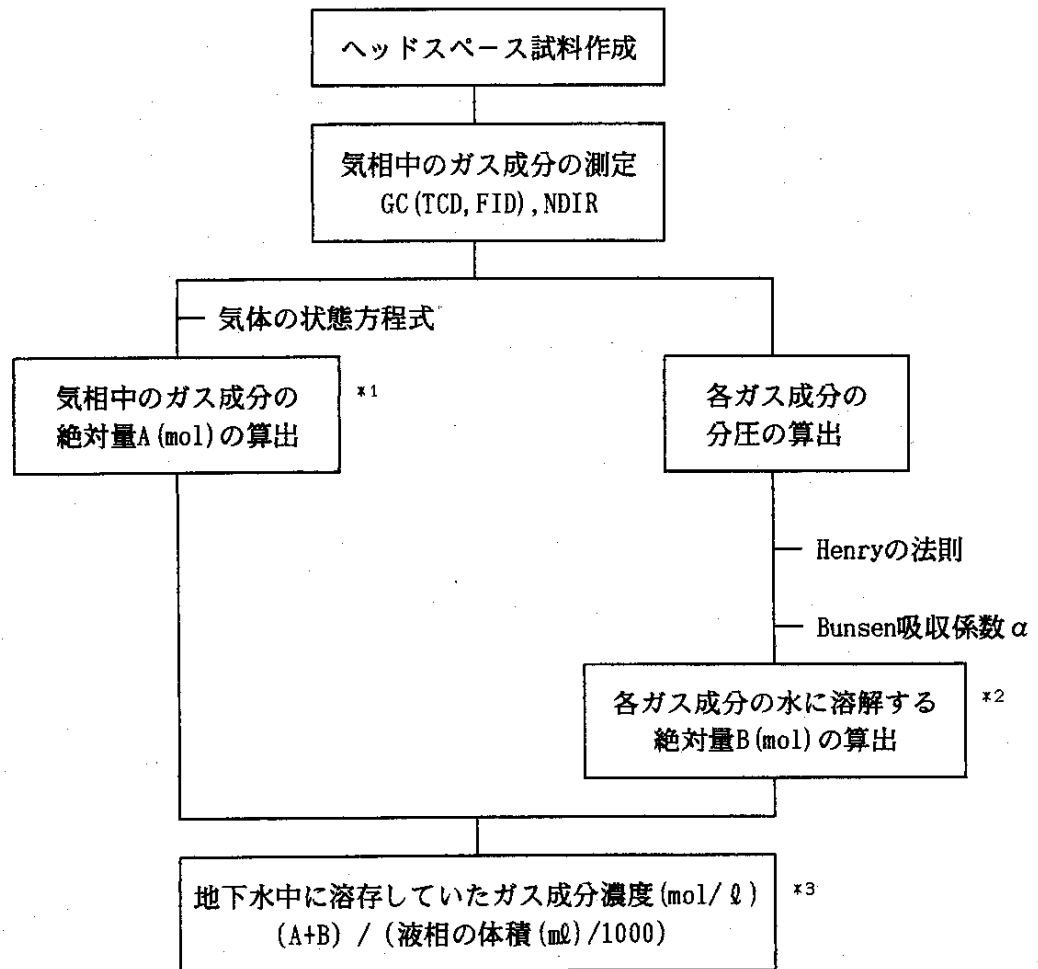 ヘッドスペース試料作成
気相中のガス成分の測定
GC(TCD,FID),NDIR
気体の状態方程式
気相中のガス成分の
絶対量A(mol)の算出
*1
各ガス成分の
分圧の算出
Henryの法則
Bunsen吸収係数α
各ガス成分の水に溶解する
絶対量B(mol)の算出
*2
地下水中に溶存していたガス成分濃度(mol/ℓ)
(A+B) / (液相の体積(mℓ)/1000)
*3